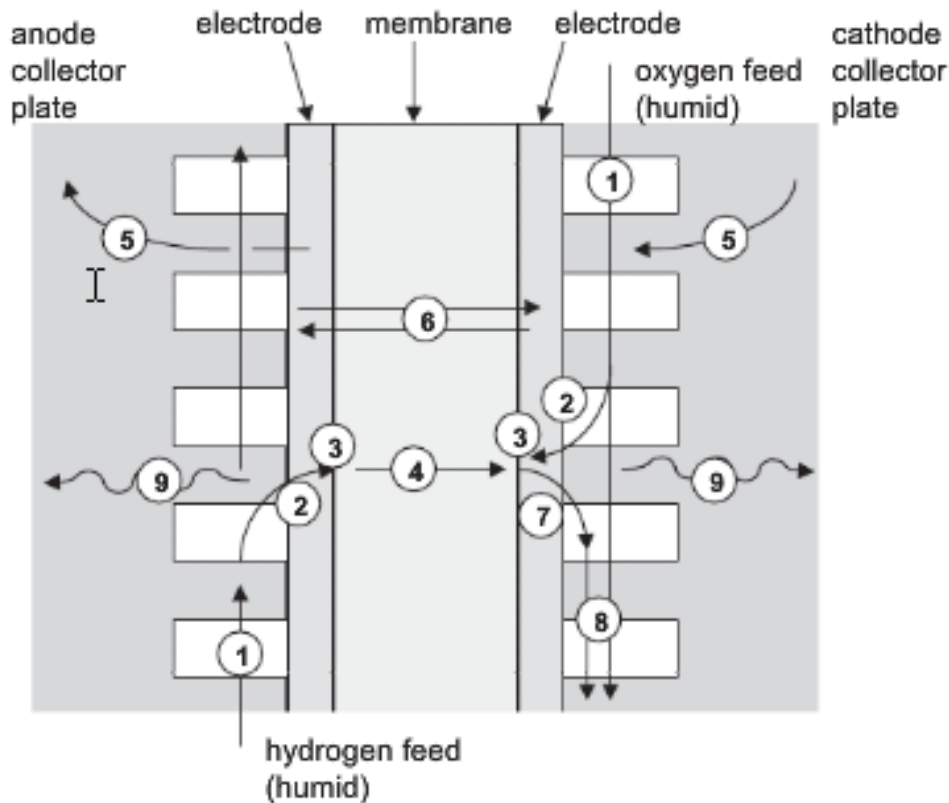 anode
collector
plate
electrode
membrane
electrode
cathode
collector
plate
oxygen feed
(humid)
1
5
5
6
2
3
3
4
9
9
2
7
8
1
hydrogen feed
(humid)